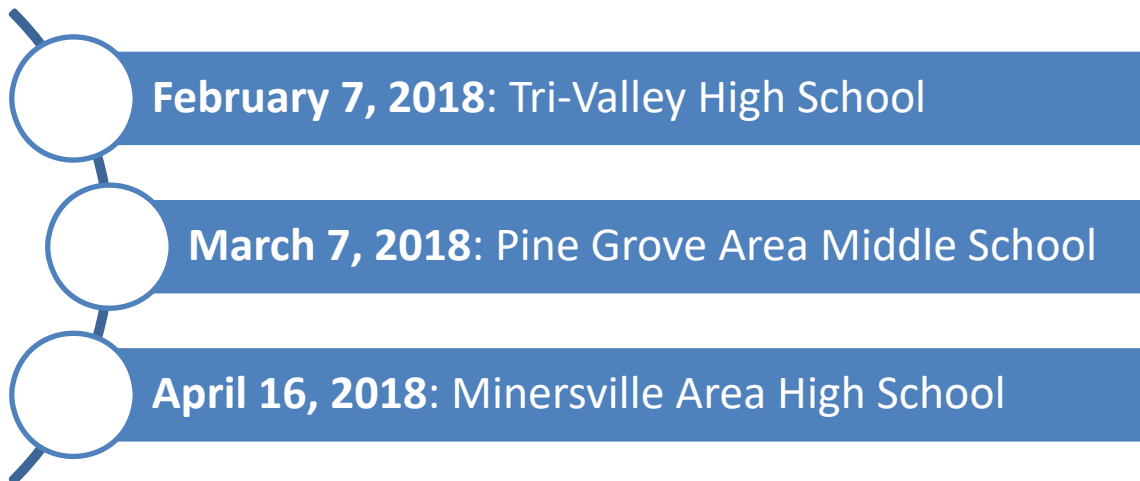 February 7, 2018: Tri-Valley High School
March 7, 2018: Pine Grove Area Middle School
April 16, 2018: Minersville Area High School